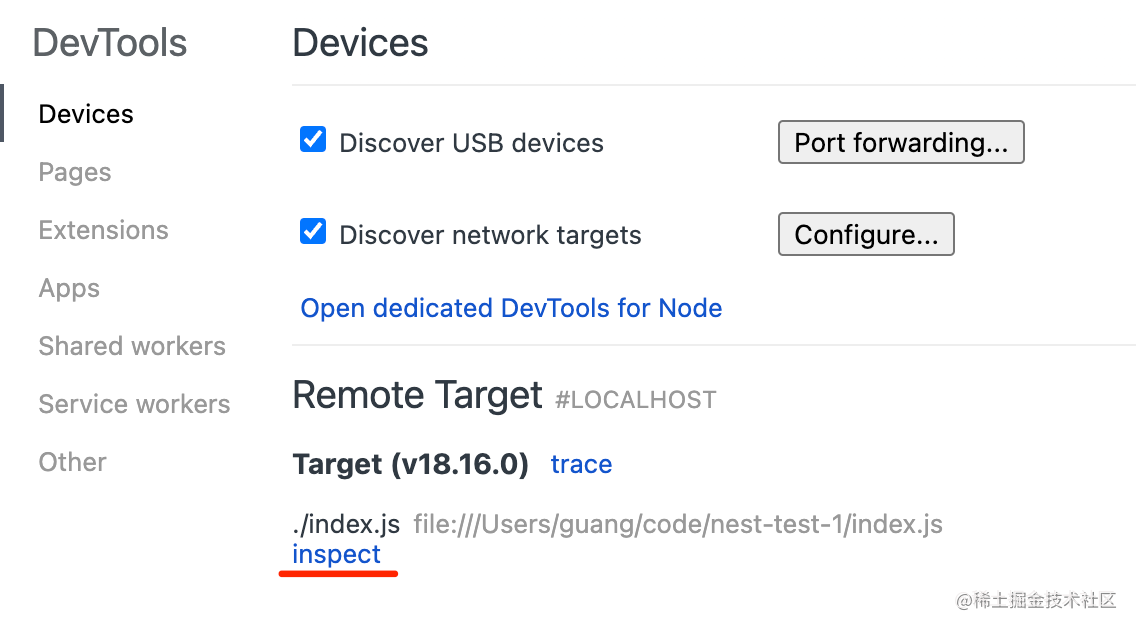 DevTools
Devices
Pages
Extensions
Apps
Shared workers
Service workers
Other
Devices
Discover USB devices
Port forwarding...
Discover network targets
Configure...
Open dedicated DevTools for Node
Remote Target #LOCALHOST
Target (v18.16.0) trace
./index.js file:///Users/guang/code/nest-test-1/index.js
inspect
@稀土掘金技术社区